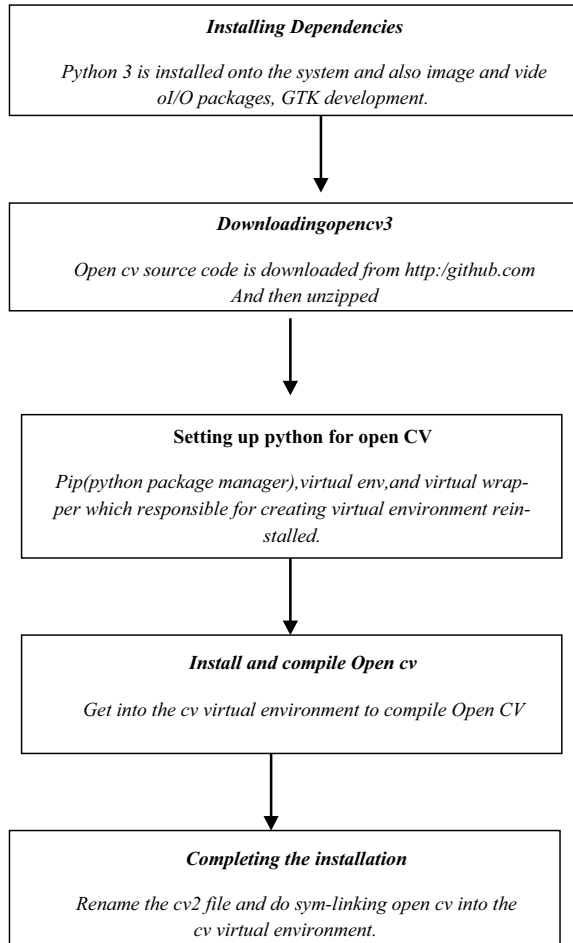 Installing Dependencies
Python 3 is installed onto the system and also image and vide
oI/O packages, GTK development.
Downloadingopencv3
Open cv source code is downloaded from http:/github.com
And then unzipped
Setting up python for open CV
Pip(python package manager),virtual env,and virtual wrap-
per which responsible for creating virtual environment rein-
stalled.
Install and compile Open cv
Get into the cv virtual environment to compile Open CV
Completing the installation
Rename the cv2 file and do sym-linking open cv into the
cv virtual environment.